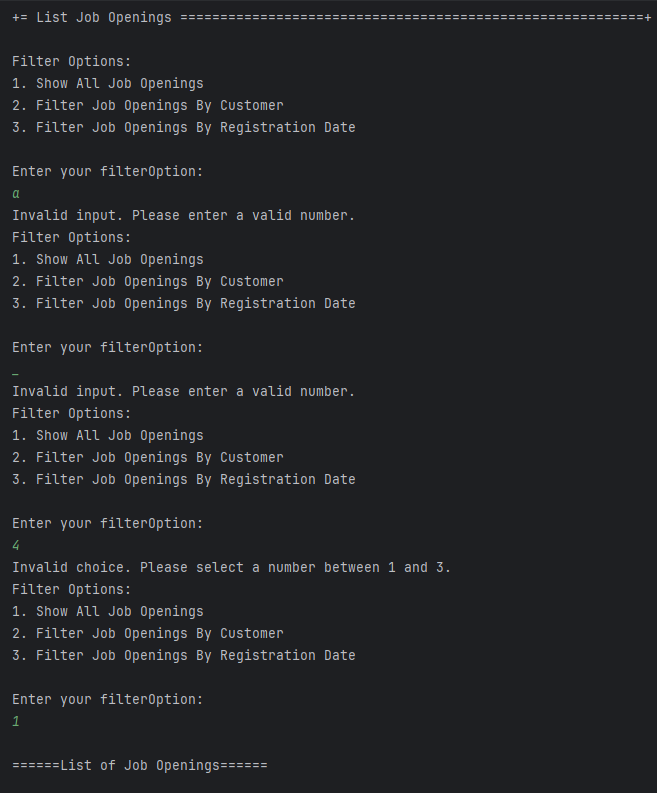 += List Job Openings ==========================================================+
Filter Options:
1. Show All Job Openings
2. Filter Job Openings By Customer
3. Filter Job Openings By Registration Date
Enter your filterOption:
a
Invalid input. Please enter a valid number.
Filter Options:
1. Show All Job Openings
2. Filter Job Openings By Customer
3. Filter Job Openings By Registration Date
Enter your filterOption:
_
Invalid input. Please enter a valid number.
Filter Options:
1. Show All Job Openings
2. Filter Job Openings By Customer
3. Filter Job Openings By Registration Date
Enter your filterOption:
4
Invalid choice. Please select a number between 1 and 3.
Filter Options:
1. Show All Job Openings
2. Filter Job Openings By Customer
3. Filter Job Openings By Registration Date
Enter your filterOption:
1
======List of Job Openings======